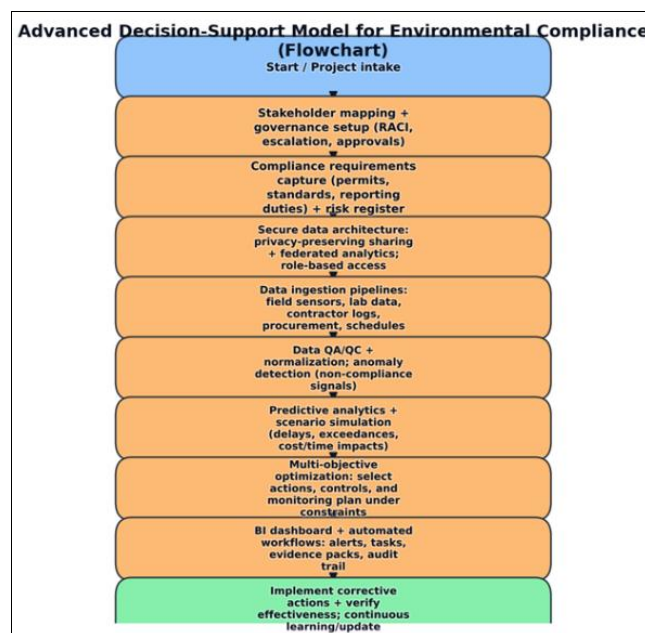 Advanced Decision-Support Model for Environmental Compliance
(Flowchart)
Start / Project intake
Stakeholder mapping +
governance setup (RACI,
escalation, approvals)
Compliance requirements
capture (permits,
standards, reporting
duties) + risk register
Secure data architecture:
privacy-preserving sharing
+ federated analytics;
role-based access
Data ingestion pipelines:
field sensors, lab data,
contractor logs,
procurement, schedules
Data QA/QC +
normalization; anomaly
detection (non-compliance
signals)
Predictive analytics +
scenario simulation
(delays, exceedances,
cost/time impacts)
Multi-objective
optimization: select
actions, controls, and
monitoring plan under
constraints
BI dashboard + automated
workflows: alerts, tasks,
evidence packs, audit
trail
Implement corrective
actions + verify
effectiveness; continuous
learning/update